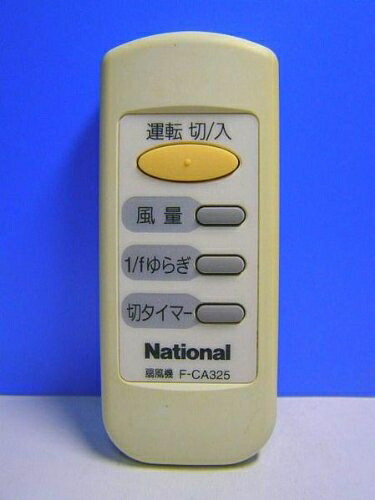 運転 切/入
風量
1/fゆらぎ
切タイマー
National
扇風機 F-CA325